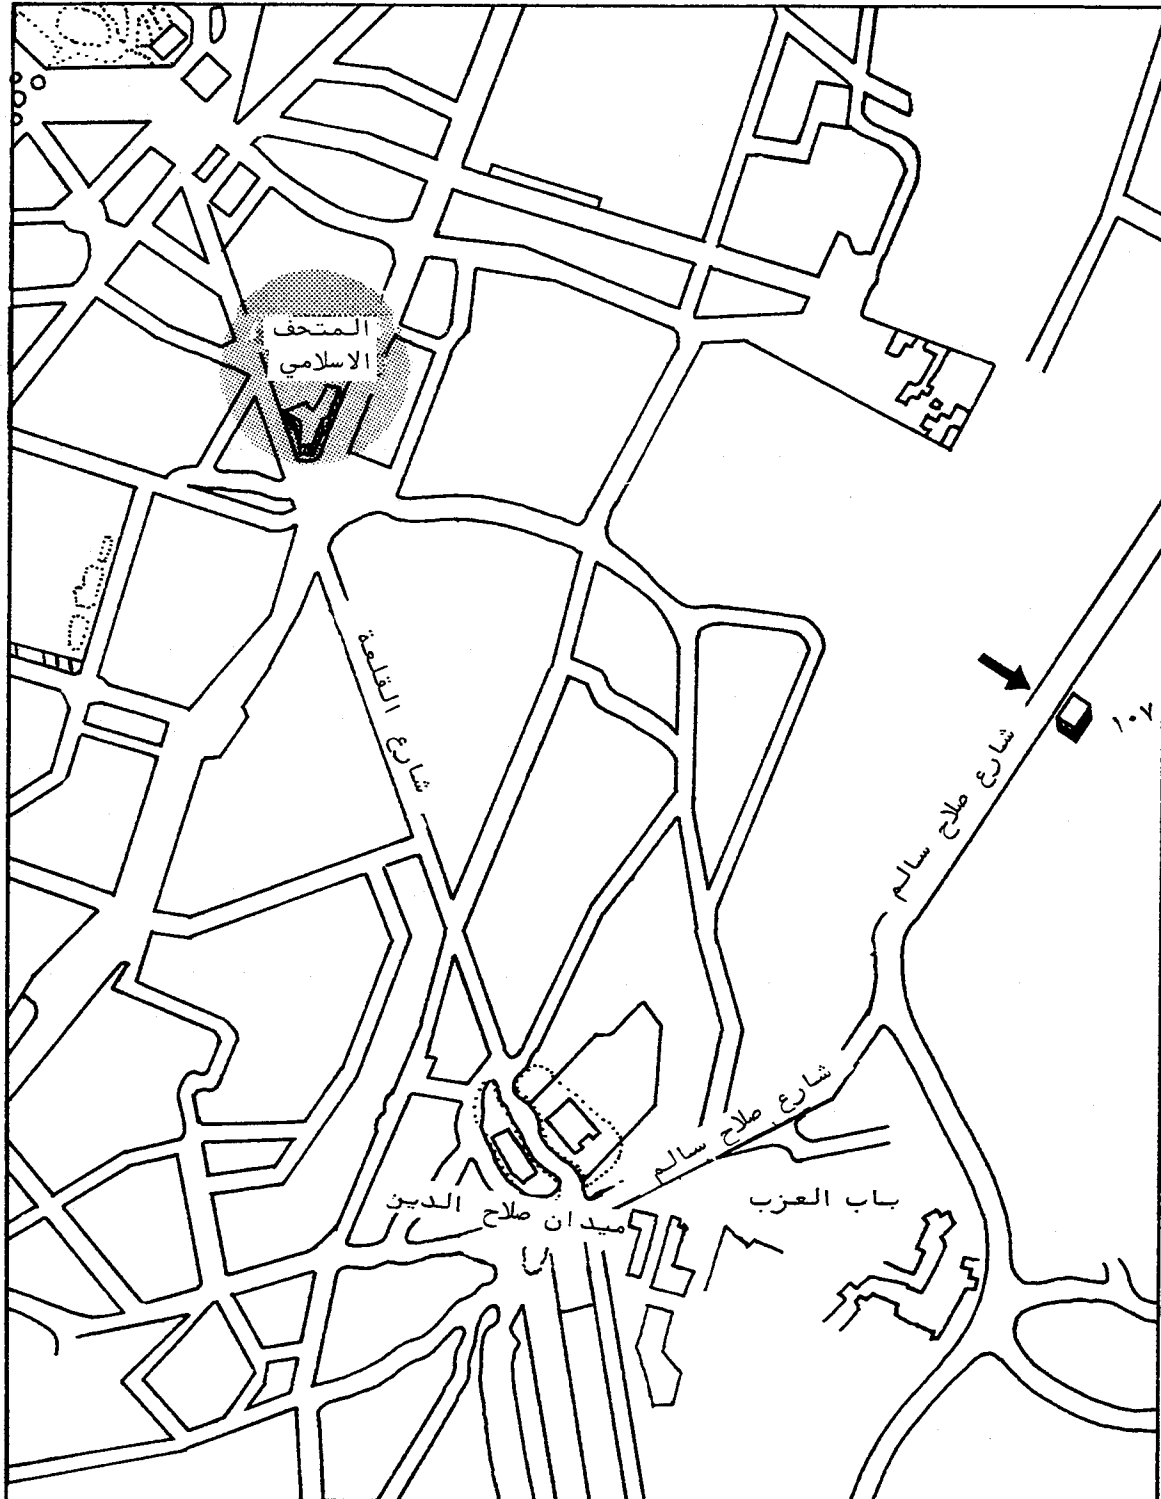 المتحف
الاسلامي
شارع القلعة
١٠٧
شارع صلاح سالم
شارع صلاح سالم
باب العزب
ميدان صلاح الدين